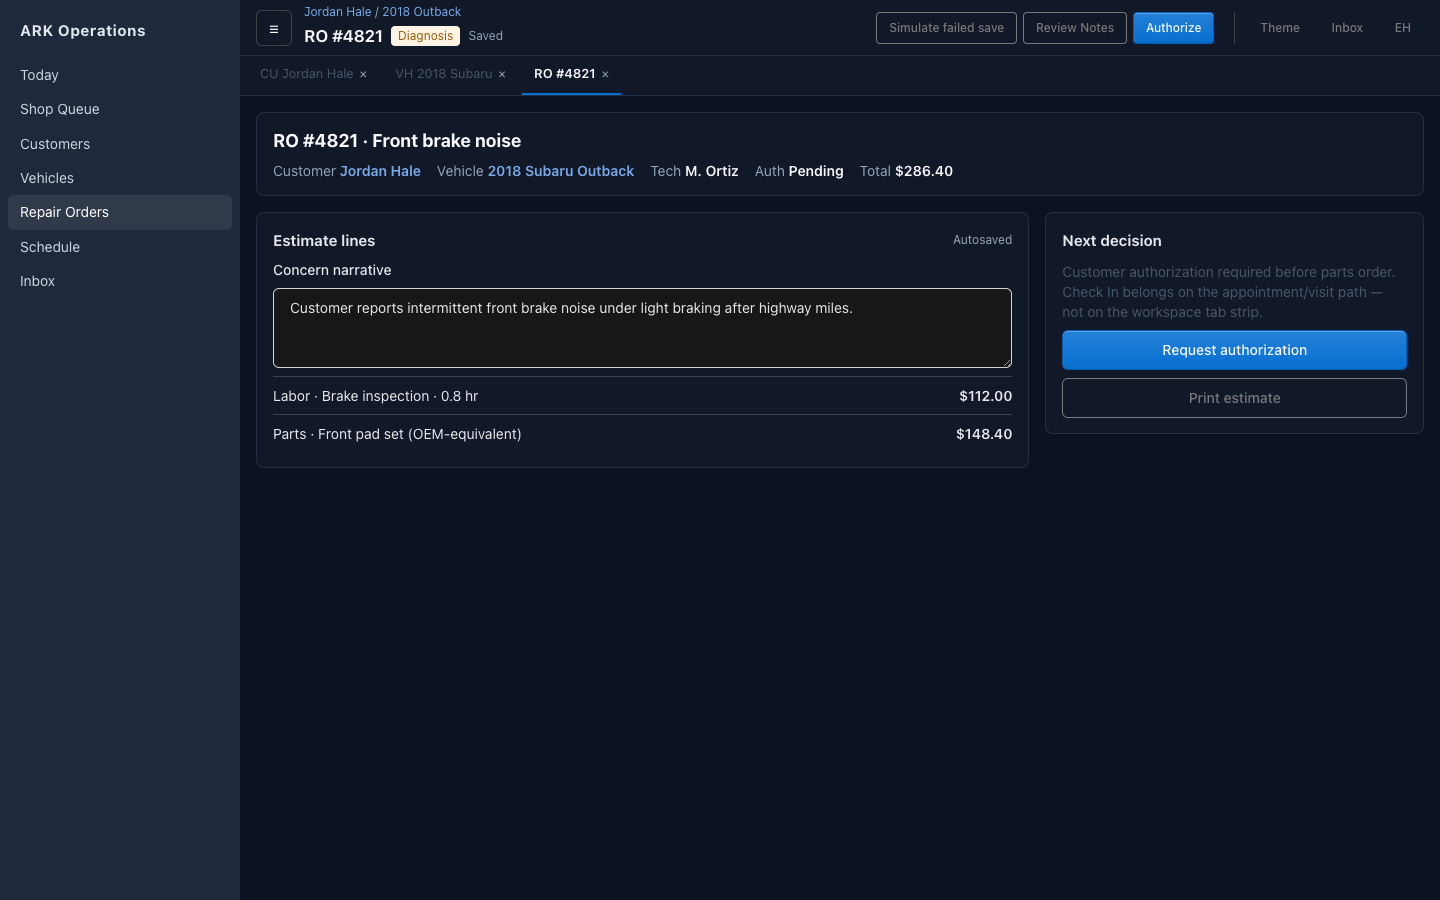 ARK Operations
Today
Shop Queue
Customers
Vehicles
Repair Orders
Schedule
Inbox
☰
Jordan Hale / 2018 Outback
RO #4821 Diagnosis Saved
Simulate failed save
Review Notes
Authorize
Theme
Inbox
EH
CU Jordan Hale ×
VH 2018 Subaru ×
RO #4821 ×
RO #4821 · Front brake noise
Customer Jordan Hale Vehicle 2018 Subaru Outback Tech M. Ortiz Auth Pending Total $286.40
Estimate lines
Autosaved
Concern narrative
Customer reports intermittent front brake noise under light braking after highway miles.
Labor · Brake inspection · 0.8 hr $112.00
Parts · Front pad set (OEM-equivalent) $148.40
Next decision
Customer authorization required before parts order.
Check In belongs on the appointment/visit path —
not on the workspace tab strip.
Request authorization
Print estimate